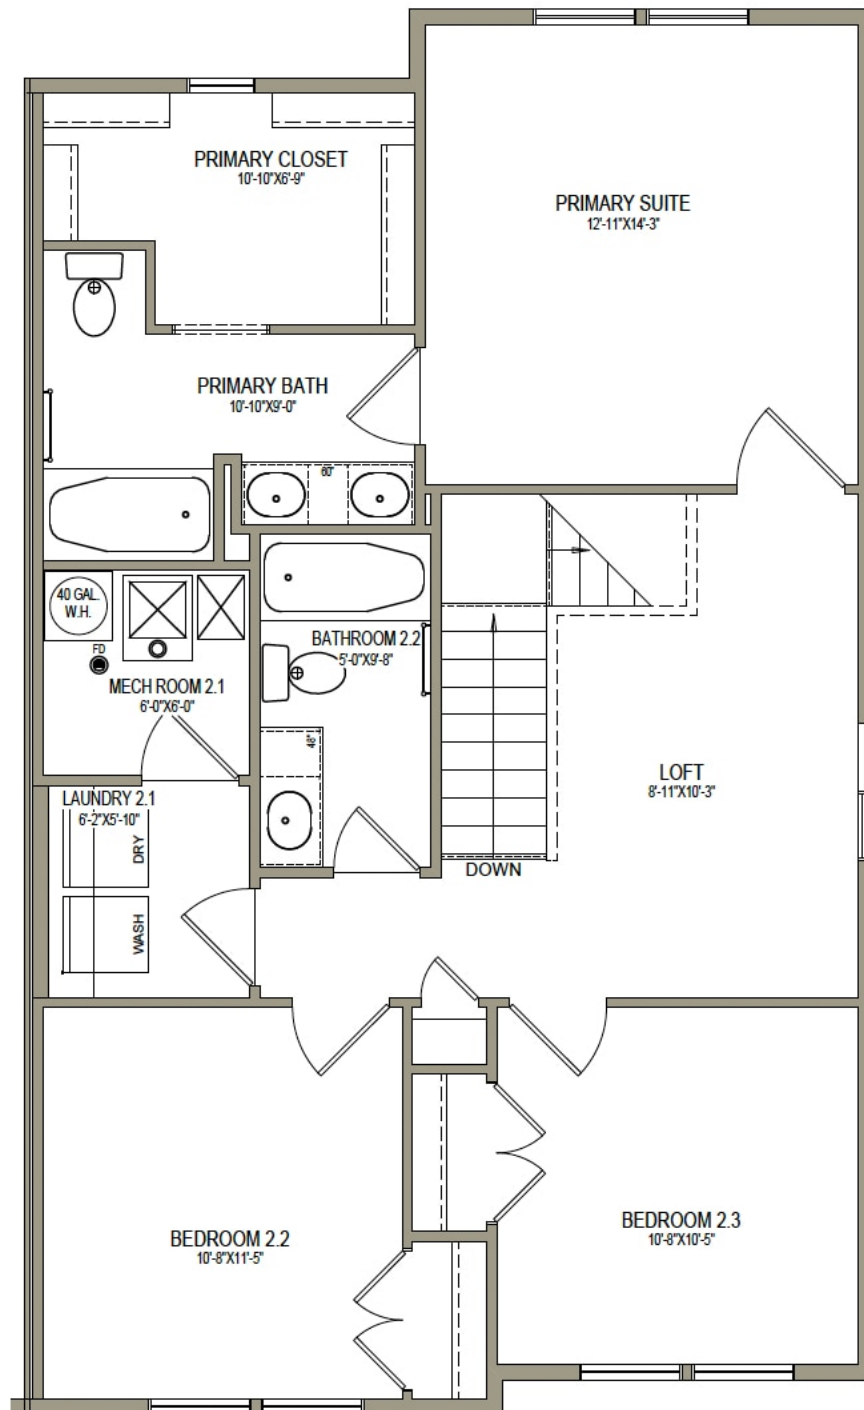 PRIMARY CLOSET
10'-10"X6'-9"
PRIMARY SUITE
12'-11"X14'-3"
PRIMARY BATH
10'-10"X9'-0"
60"
40 GAL.
W.H.
FD
MECH ROOM 2.1
6'-0"X6'-0"
BATHROOM 2.2
5'-0"X9'-8"
48"
LAUNDRY 2.1
6'-2"X5'-10"
DRY
WASH
LOFT
8'-11"X10'-3"
DOWN
BEDROOM 2.2
10'-8"X11'-5"
BEDROOM 2.3
10'-8"X10'-5"